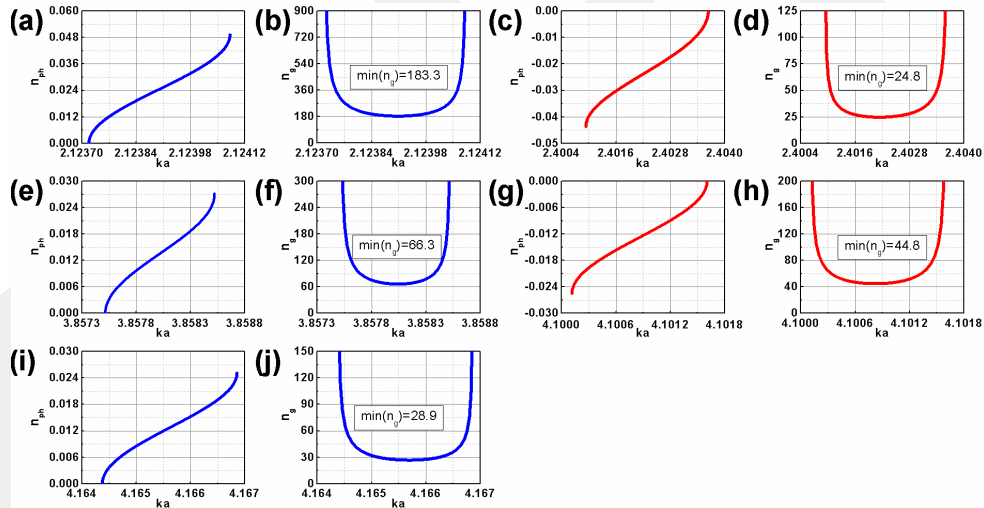 (a)
0.060
0.048
0.036
0.024
0.012
0.000
n_ph
2.12370 2.12384 2.12398 2.12412
ka
(b)
900
720
540
360
180
0
n_g
min(n_g)=183.3
2.12370 2.12384 2.12398 2.12412
ka
(c)
0.00
-0.01
-0.03
-0.04
-0.05
n_ph
2.4004 2.4016 2.4028 2.4040
ka
(d)
125
100
75
50
25
0
n_g
min(n_g)=24.8
2.4004 2.4016 2.4028 2.4040
ka
(e)
0.030
0.024
0.018
0.012
0.006
0.000
n_ph
3.8573 3.8578 3.8583 3.8588
ka
(f)
300
240
180
120
60
0
n_g
min(n_g)=66.3
3.8573 3.8578 3.8583 3.8588
ka
(g)
0.000
-0.006
-0.012
-0.018
-0.024
-0.030
n_ph
4.1000 4.1006 4.1012 4.1018
ka
(h)
200
160
120
80
40
0
n_g
min(n_g)=44.8
4.1000 4.1006 4.1012 4.1018
ka
(i)
0.030
0.024
0.018
0.012
0.006
0.000
n_ph
4.164 4.165 4.166 4.167
ka
(j)
150
120
90
60
30
0
n_g
min(n_g)=28.9
4.164 4.165 4.166 4.167
ka